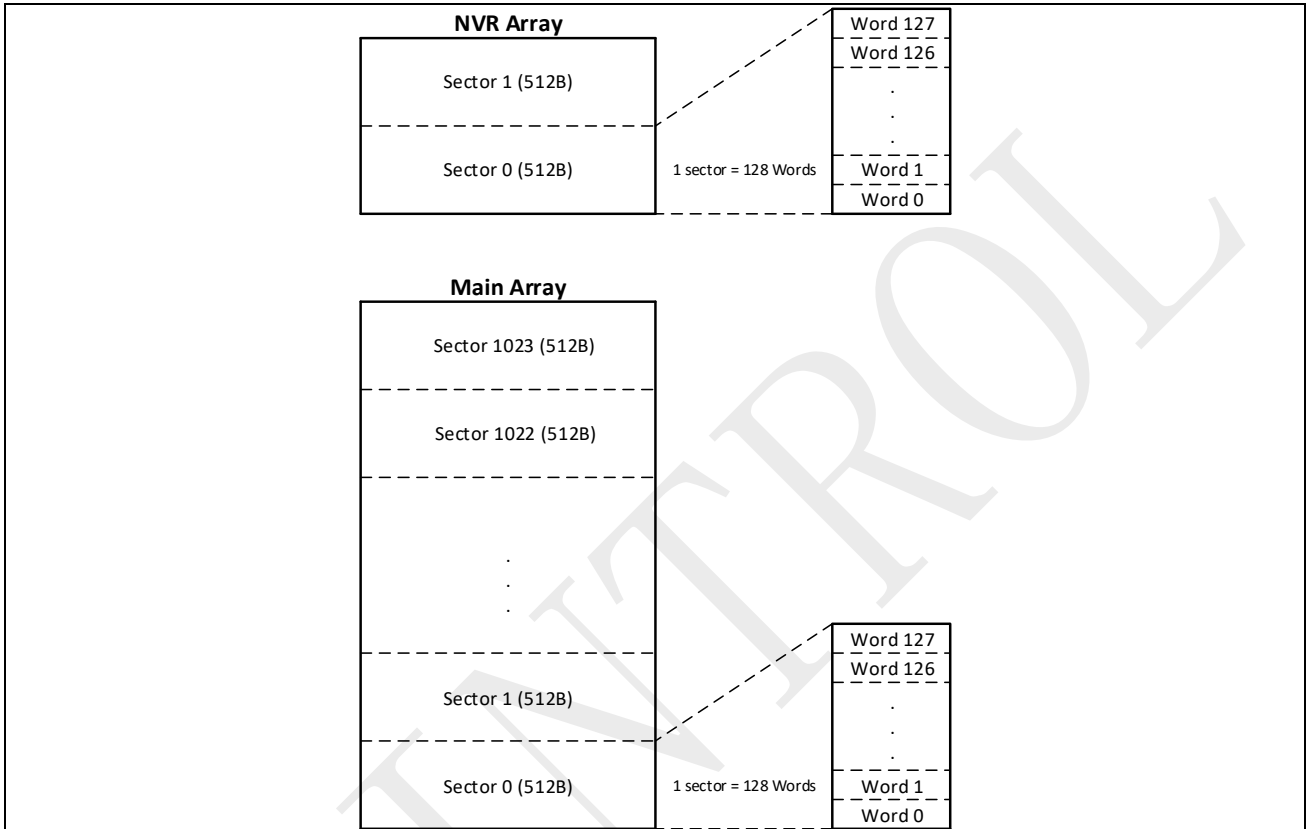 NVR Array
Sector 1 (512B)
Sector 0 (512B)
1 sector = 128 Words
Word 127
Word 126
.
.
.
Word 1
Word 0
Main Array
Sector 1023 (512B)
Sector 1022 (512B)
.
.
.
Sector 1 (512B)
Sector 0 (512B)
1 sector = 128 Words
Word 127
Word 126
.
.
.
Word 1
Word 0
NTROL